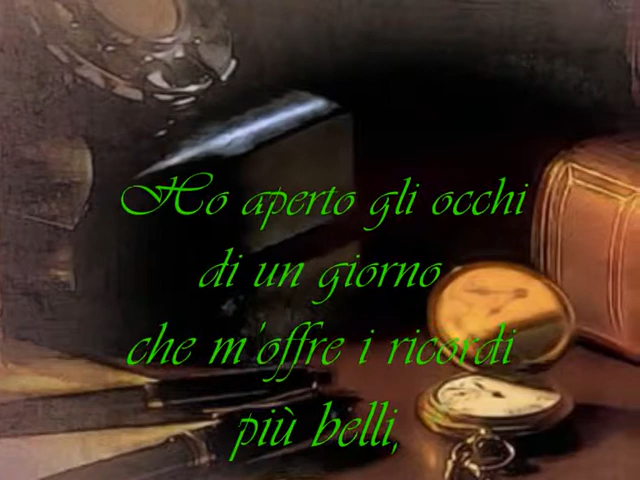 Ho aperto gli occhi
di un giorno
che m'offre i ricordi
più belli,